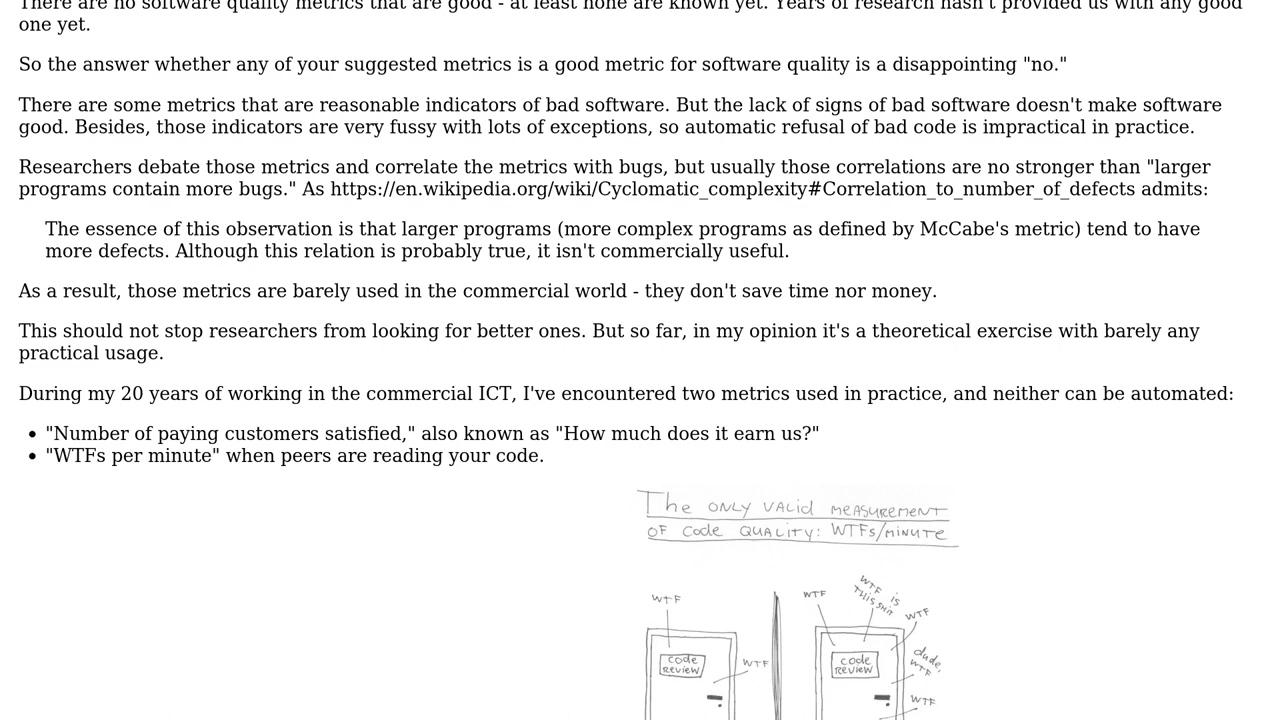 There are no software quality metrics that are good - at least none are known yet. Years of research hasn't provided us with any good
one yet.
So the answer whether any of your suggested metrics is a good metric for software quality is a disappointing "no."
There are some metrics that are reasonable indicators of bad software. But the lack of signs of bad software doesn't make software
good. Besides, those indicators are very fussy with lots of exceptions, so automatic refusal of bad code is impractical in practice.
Researchers debate those metrics and correlate the metrics with bugs, but usually those correlations are no stronger than "larger
programs contain more bugs." As https://en.wikipedia.org/wiki/Cyclomatic_complexity#Correlation_to_number_of_defects admits:
The essence of this observation is that larger programs (more complex programs as defined by McCabe's metric) tend to have
more defects. Although this relation is probably true, it isn't commercially useful.
As a result, those metrics are barely used in the commercial world - they don't save time nor money.
This should not stop researchers from looking for better ones. But so far, in my opinion it's a theoretical exercise with barely any
practical usage.
During my 20 years of working in the commercial ICT, I've encountered two metrics used in practice, and neither can be automated:
• "Number of paying customers satisfied," also known as "How much does it earn us?"
• "WTFs per minute" when peers are reading your code.
The ONLY VALid MEASUREMENT
OF Code QUALITY: WTFs/MINUTE
WTF
code
REVIEW
WTF
WTF
WTF is
THIS SHIT
WTF
code
REVIEW
dude,
WTF
WTF